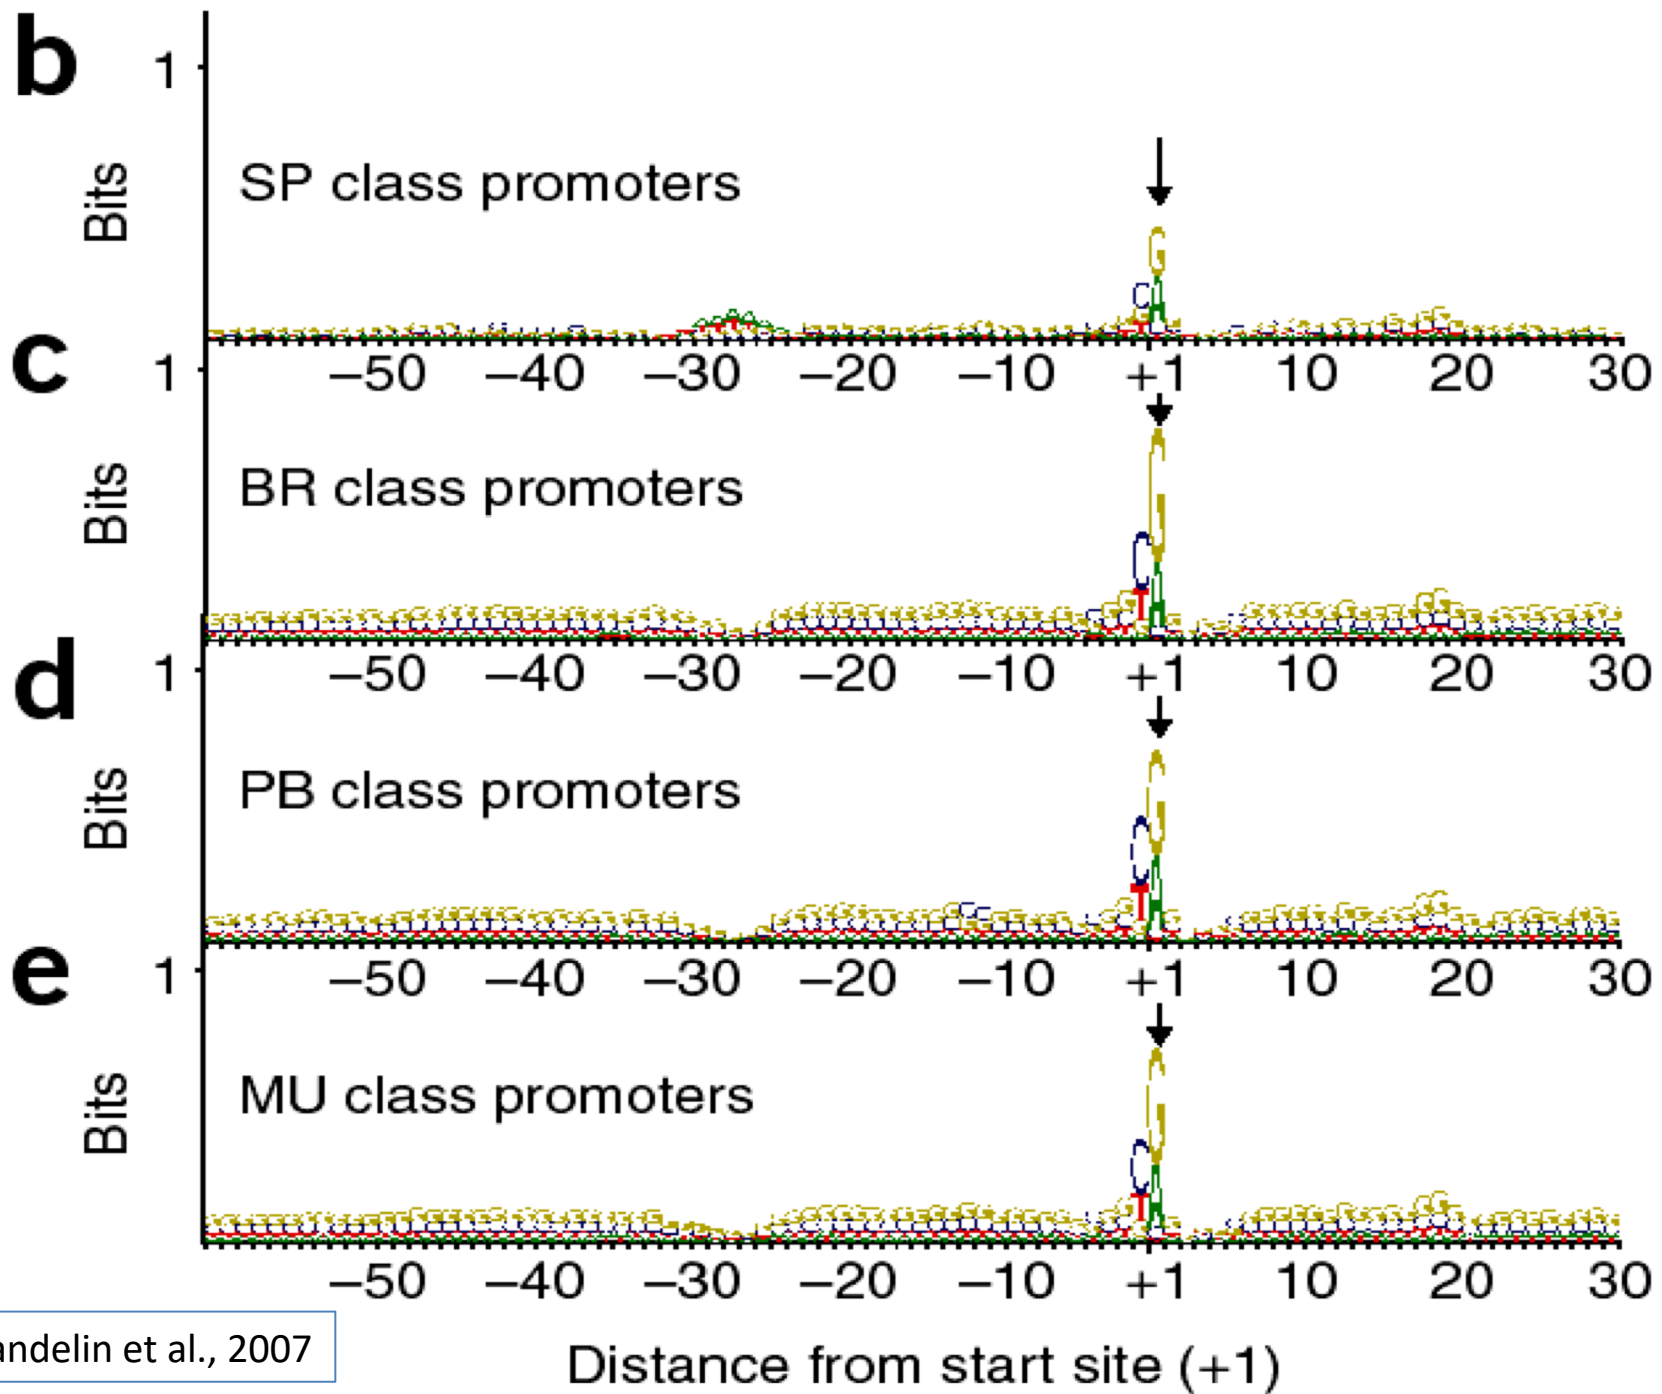 b
1
Bits
SP class promoters
–50 –40 –30 –20 –10 +1 10 20 30
c
1
Bits
BR class promoters
–50 –40 –30 –20 –10 +1 10 20 30
d
1
Bits
PB class promoters
–50 –40 –30 –20 –10 +1 10 20 30
e
1
Bits
MU class promoters
–50 –40 –30 –20 –10 +1 10 20 30
andelin et al., 2007
Distance from start site (+1)